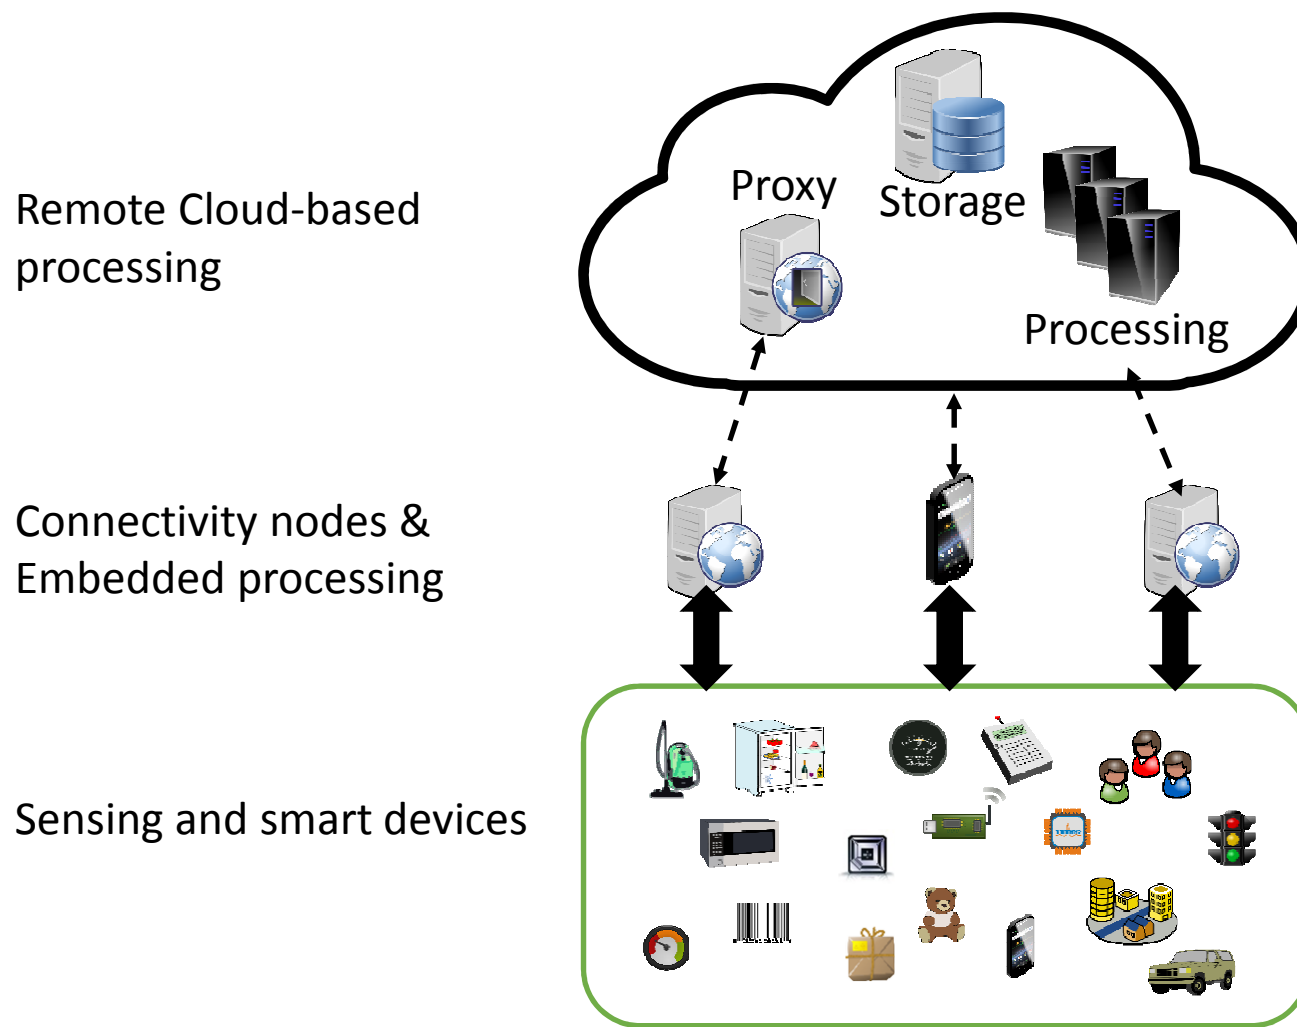 Remote Cloud-based
processing
Proxy
Storage
Processing
Connectivity nodes &
Embedded processing
Sensing and smart devices